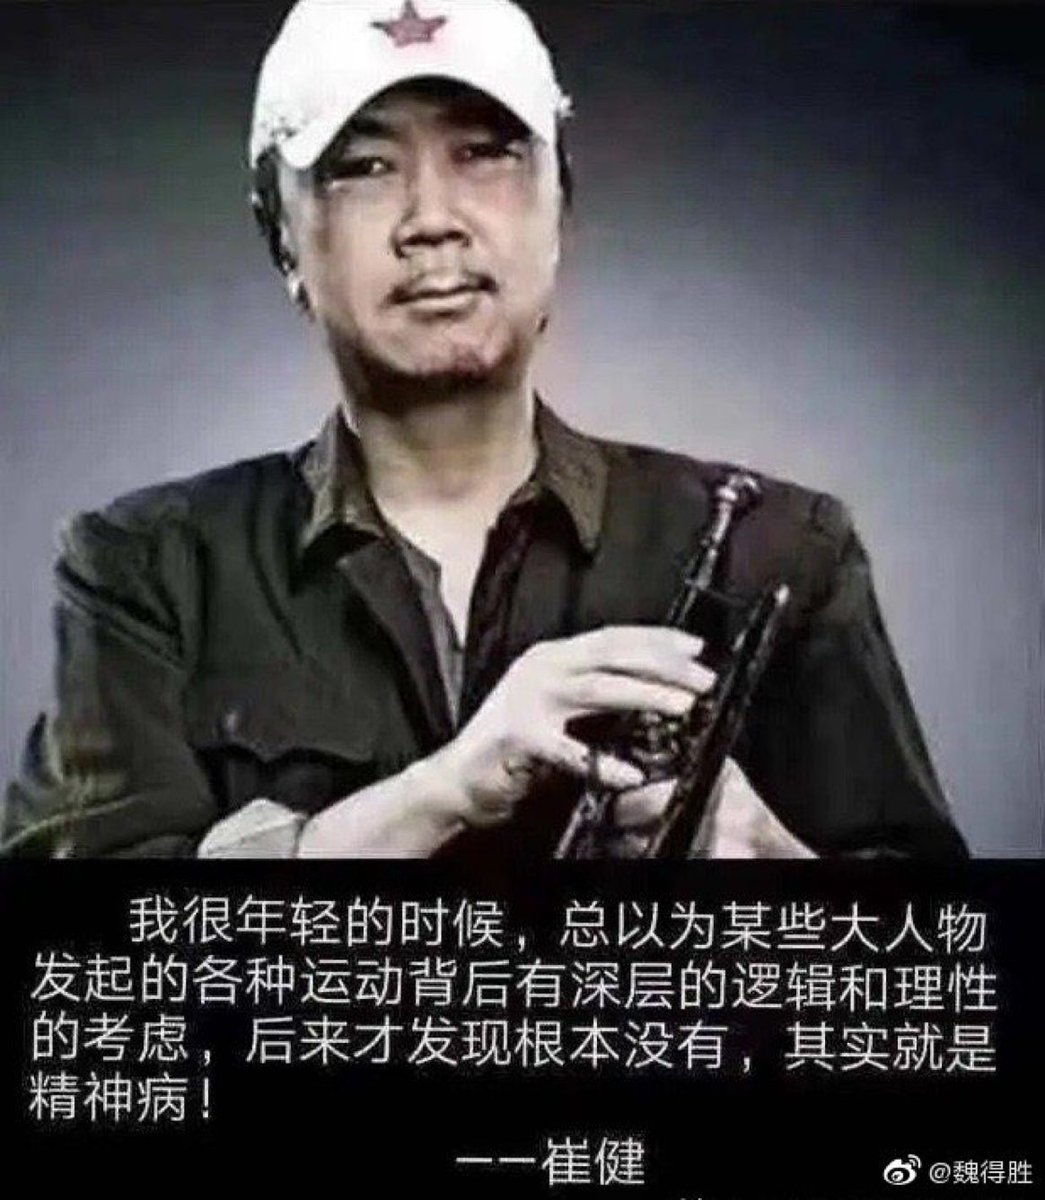 我很年轻的时候，总以为某些大人物
发起的各种运动背后有深层的逻辑和理性
的考虑，后来才发现根本没有，其实就是
精神病！
——崔健
@魏得胜